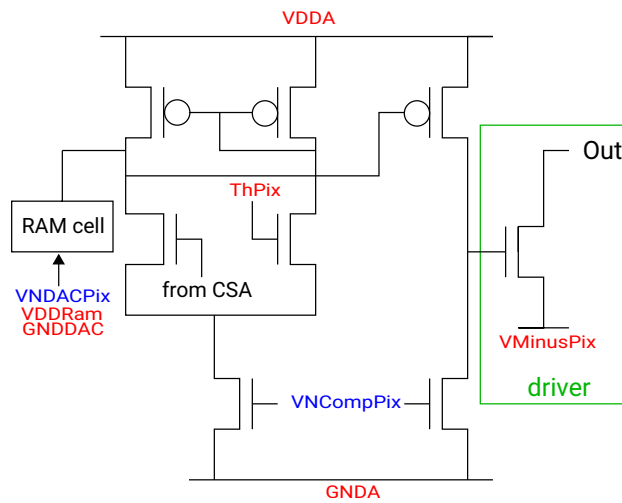 VDDA
Out
ThPix
RAM cell
from CSA
VNDACPix
VDDRam
GNDDAC
VMinusPix
driver
VNCompPix
GNDA